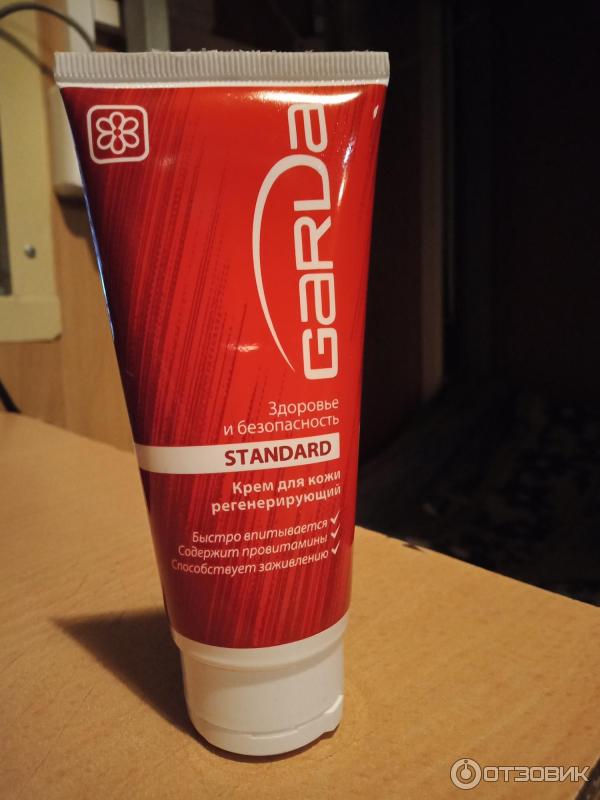 GARDa
Здоровье
и безопасность
STANDARD
Крем для кожи
регенерирующий
Быстро впитывается
Содержит провитамины
Способствует заживлению
ОТЗОВИК